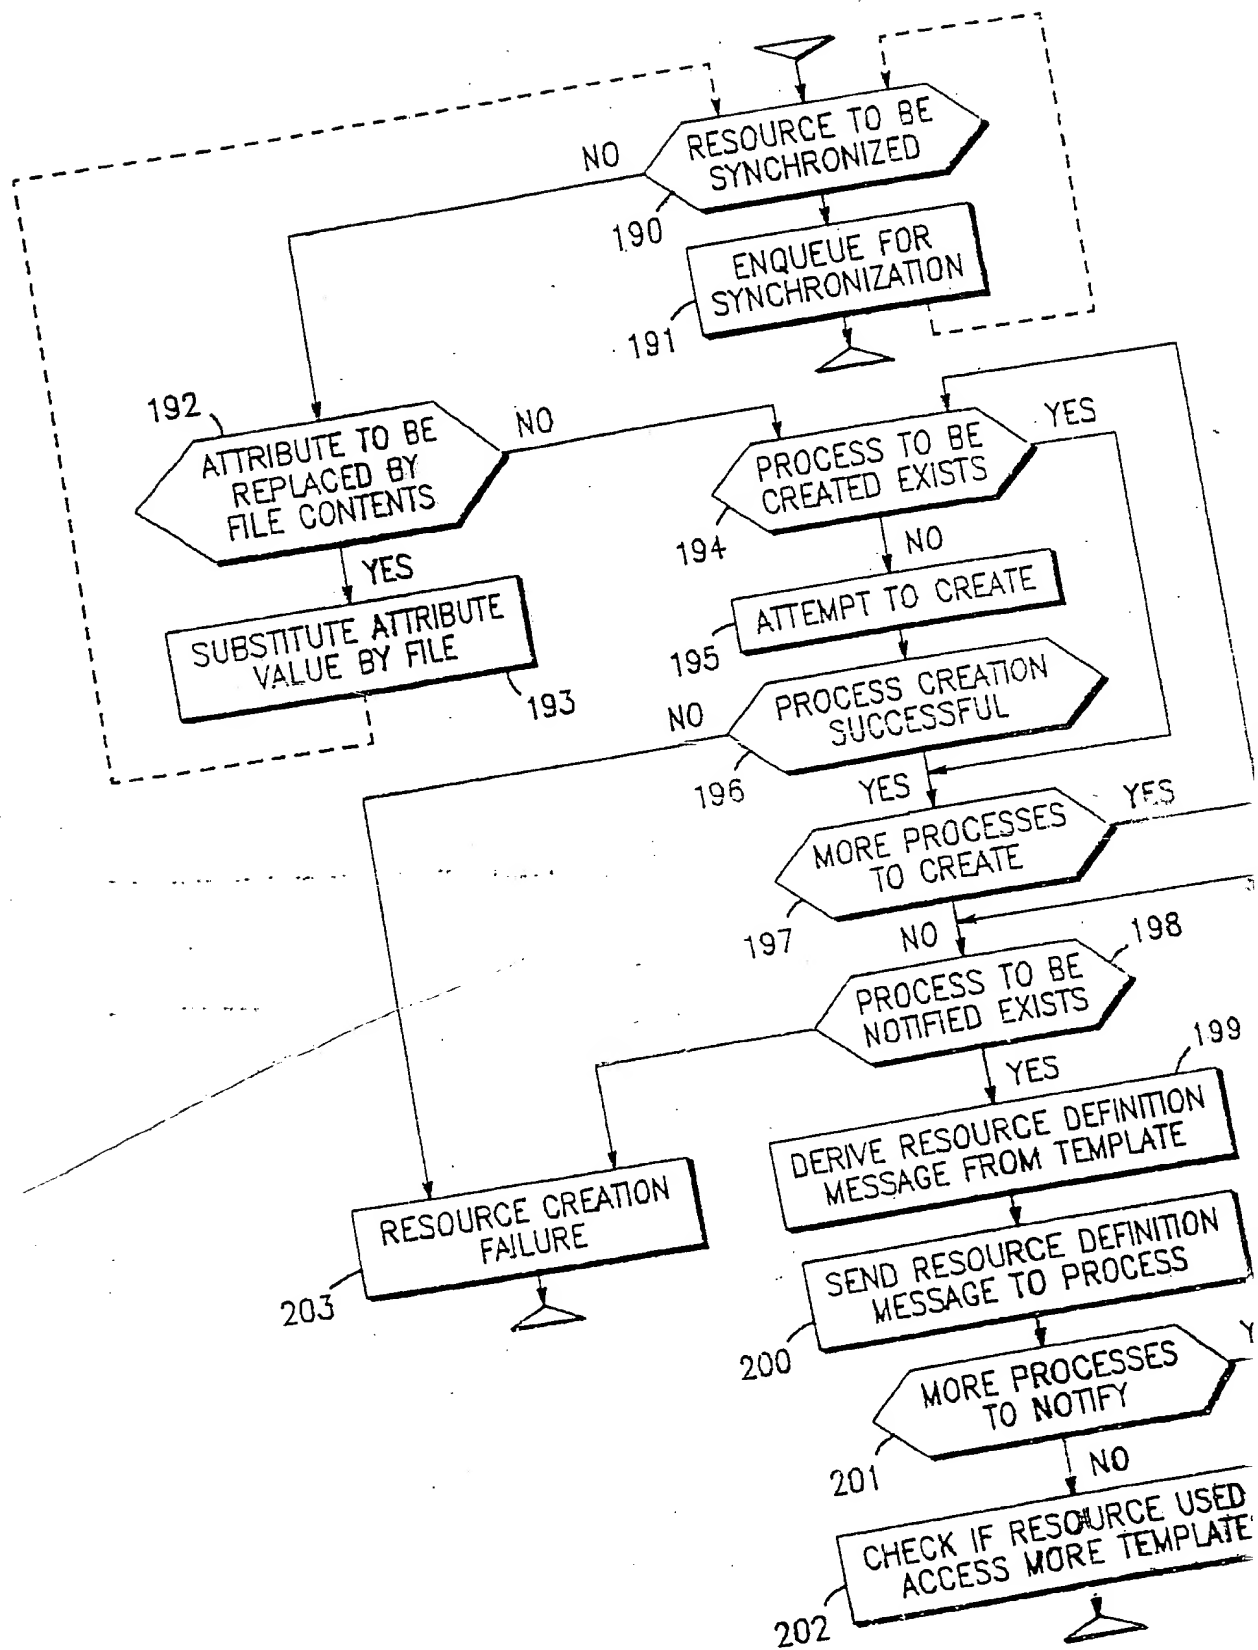 RESOURCE TO BE
SYNCHRONIZED
NO
190
ENQUEUE FOR
SYNCHRONIZATION
191
192
ATTRIBUTE TO BE
REPLACED BY
FILE CONTENTS
NO
YES
SUBSTITUTE ATTRIBUTE
VALUE BY FILE
193
PROCESS TO BE
CREATED EXISTS
YES
194
NO
ATTEMPT TO CREATE
195
PROCESS CREATION
SUCCESSFUL
NO
196
YES
MORE PROCESSES
TO CREATE
YES
197
NO
198
PROCESS TO BE
NOTIFIED EXISTS
YES
199
DERIVE RESOURCE DEFINITION
MESSAGE FROM TEMPLATE
RESOURCE CREATION
FAILURE
203
SEND RESOURCE DEFINITION
MESSAGE TO PROCESS
200
MORE PROCESSES
TO NOTIFY
Y
201
NO
CHECK IF RESOURCE USED
ACCESS MORE TEMPLATE
202